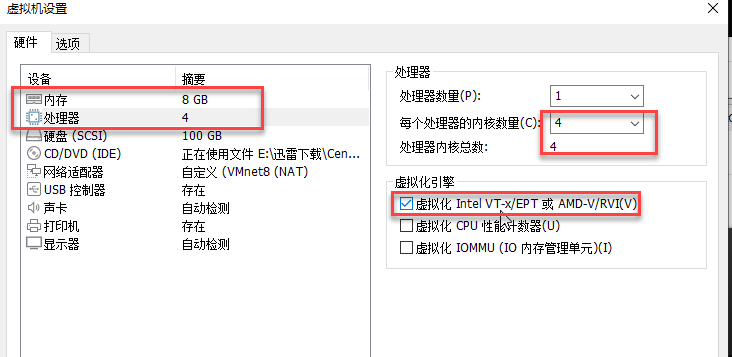 虚拟机设置
硬件 选项
设备 摘要
内存 8 GB
处理器 4
硬盘 (SCSI) 100 GB
CD/DVD (IDE) 正在使用文件 E:\迅雷下载\Cen...
网络适配器 自定义 (VMnet8 (NAT)
USB 控制器 存在
声卡 自动检测
打印机 存在
显示器 自动检测
处理器
处理器数量(P): 1
每个处理器的内核数量(C): 4
处理器内核总数: 4
虚拟化引擎
虚拟化 Intel VT-x/EPT 或 AMD-V/RVI(V)
虚拟化 CPU 性能计数器(U)
虚拟化 IOMMU (IO 内存管理单元)(I)